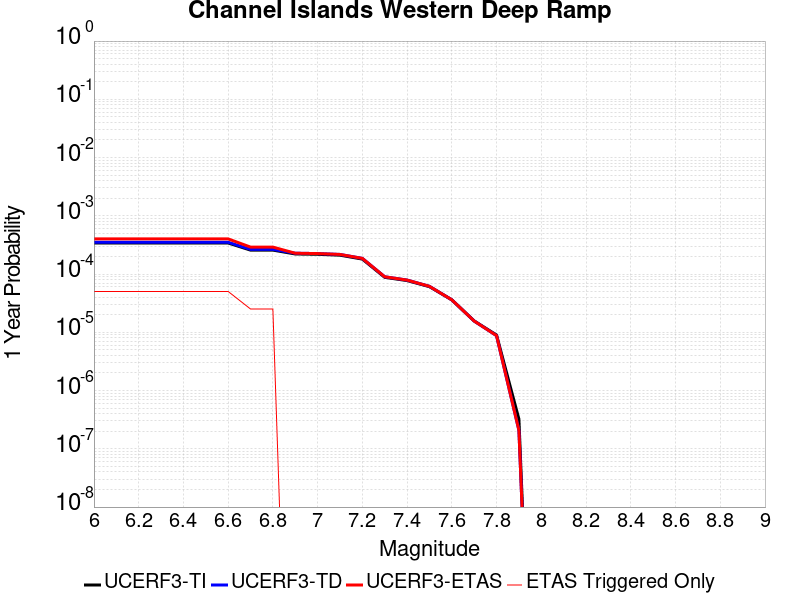 Channel Islands Western Deep Ramp
10^0
10^-1
10^-2
10^-3
10^-4
10^-5
10^-6
10^-7
10^-8
1 Year Probability
6 6.2 6.4 6.6 6.8 7 7.2 7.4 7.6 7.8 8 8.2 8.4 8.6 8.8 9
Magnitude
UCERF3-TI UCERF3-TD UCERF3-ETAS ETAS Triggered Only